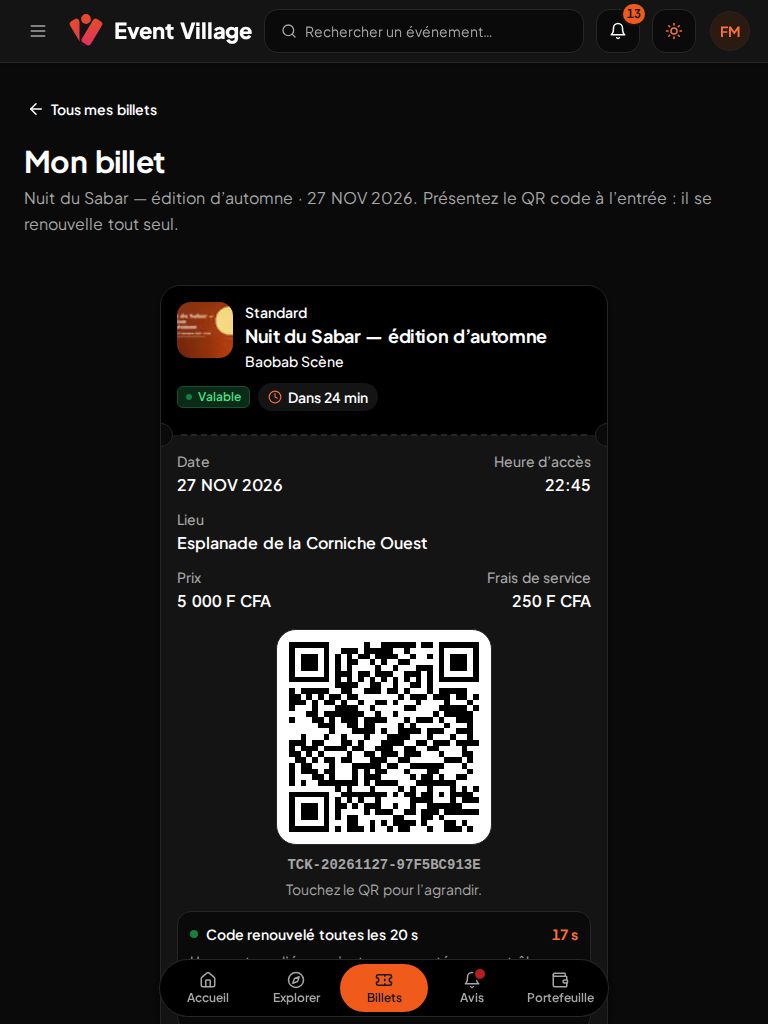 Event Village
Rechercher un événement…
13
FM
Tous mes billets
Mon billet
Nuit du Sabar — édition d’automne · 27 NOV 2026. Présentez le QR code à l’entrée : il se
renouvelle tout seul.
Standard
Nuit du Sabar — édition d’automne
Baobab Scène
Valable
Dans 24 min
Date
Heure d’accès
27 NOV 2026
22:45
Lieu
Esplanade de la Corniche Ouest
Prix
Frais de service
5 000 F CFA
250 F CFA
TCK-20261127-97F5BC913E
Touchez le QR pour l’agrandir.
Code renouvelé toutes les 20 s
17 s
Accueil
Explorer
Billets
Avis
Portefeuille